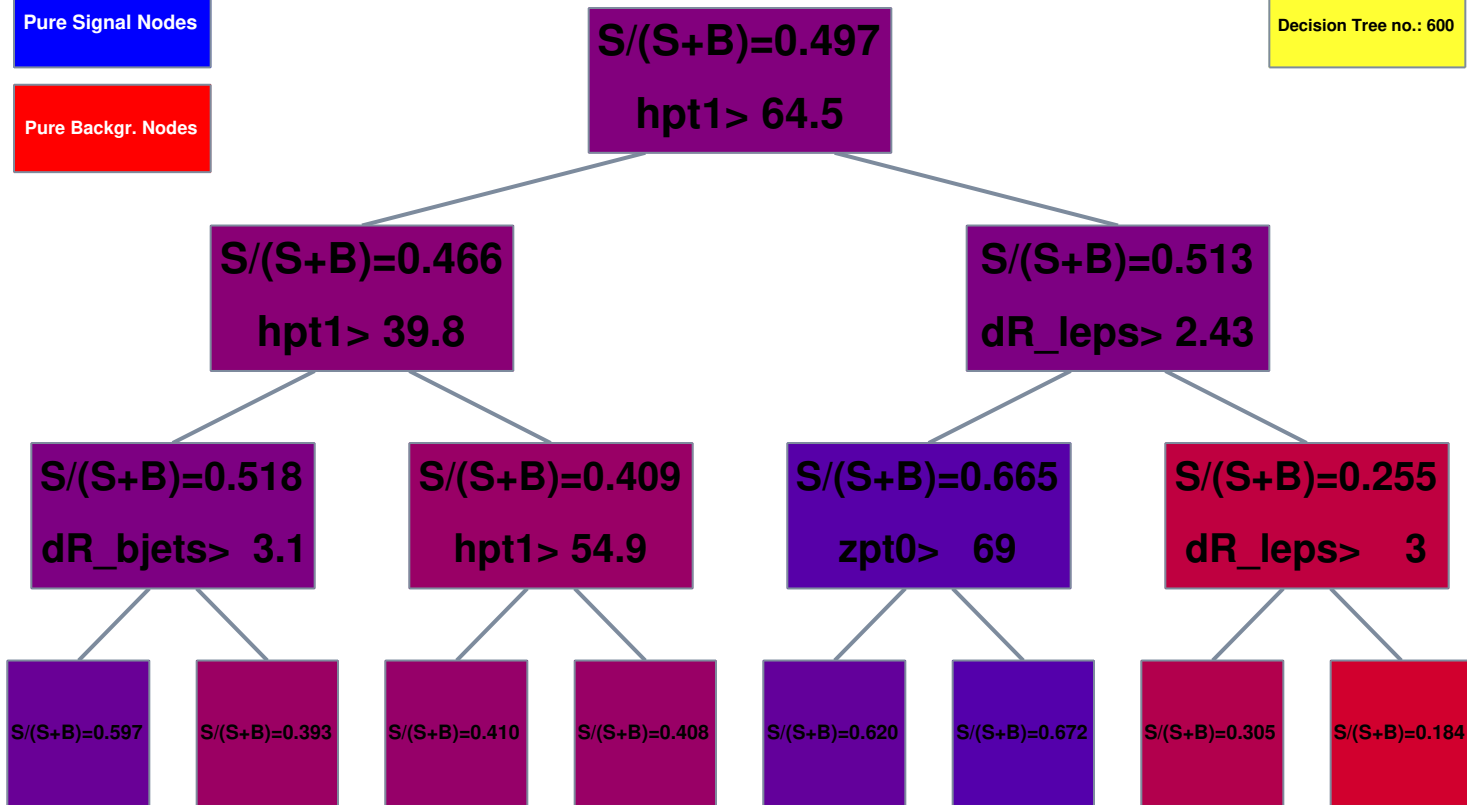 Pure Signal Nodes
Pure Backgr. Nodes
Decision Tree no.: 600
S/(S+B)=0.497
hpt1> 64.5
S/(S+B)=0.466
hpt1> 39.8
S/(S+B)=0.513
dR_leps> 2.43
S/(S+B)=0.518
dR_bjets> 3.1
S/(S+B)=0.409
hpt1> 54.9
S/(S+B)=0.665
zpt0> 69
S/(S+B)=0.255
dR_leps> 3
S/(S+B)=0.597
S/(S+B)=0.393
S/(S+B)=0.410
S/(S+B)=0.408
S/(S+B)=0.620
S/(S+B)=0.672
S/(S+B)=0.305
S/(S+B)=0.184